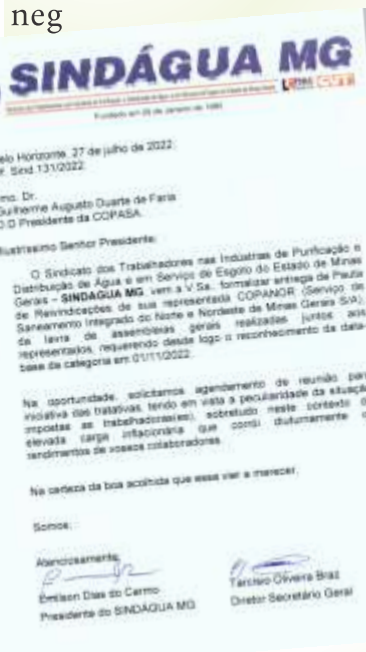 neg
SINDÁGUA MG
CUT
Fundado em 25 de Janeiro de
elo Horizonte, 27 de julho de 2022.
f. Sind.131/2022
mo. Dr.
Guilherme Augusto Duarte de Faria
D.D Presidente da COPASA.
lustríssimo Senhor Presidente;
O Sindicato dos Trabalhadores nas Indústrias de Purificação e
Distribuição de Água e em Serviço de Esgoto do Estado de Minas
Gerais – SINDÁGUA MG, vem a V.Sa., formalizar entrega de Pauta
de Reivindicações de sua representada COPANOR (Serviço de
Saneamento Integrado do Norte e Nordeste de Minas Gerais S/A),
da lavra de assembleias gerais realizadas juntos aos
representados, requerendo desde logo o reconhecimento da data-
base da categoria em 01/11/2022.
Na oportunidade, solicitamos agendamento de reunião par
iniciativa das tratativas, tendo em vista a peculiaridade da situaçã
impostas as trabalhadoras(es), sobretudo neste contexto d
elevada carga inflacionária que corrói diuturnamente o
rendimentos de vossos colaboradores.
Na certeza da boa acolhida que essa vier a merecer,
Somos;
Atenciosamente,
Emilson Dias do Carmo
Presidente do SINDÁGUA MG
Tarcísio Oliveira Braz
Diretor Secretário Geral